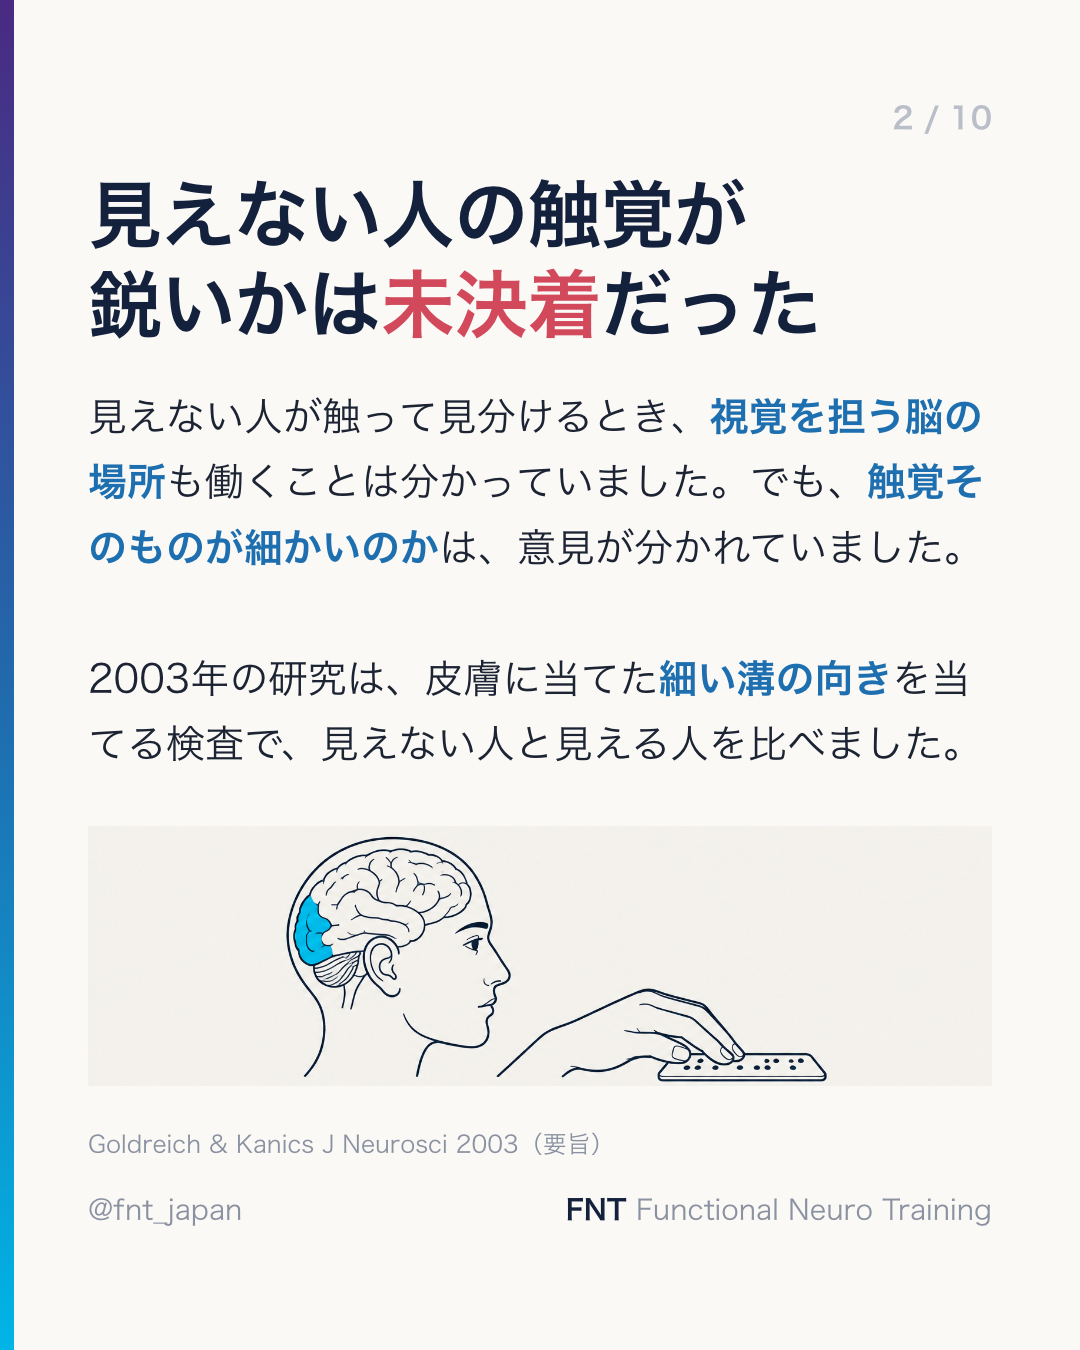 2 / 10
見えない人の触覚が
鋭いかは未決着だった
見えない人が触って見分けるとき、視覚を担う脳の
場所も働くことは分かっていました。でも、触覚そ
のものが細かいのかは、意見が分かれていました。
2003年の研究は、皮膚に当てた細い溝の向きを当
てる検査で、見えない人と見える人を比べました。
Goldreich & Kanics J Neurosci 2003（要旨）
@fnt_japan
FNT Functional Neuro Training